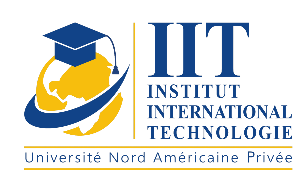 IIT
INSTITUT
INTERNATIONAL
TECHNOLOGIE
Université Nord Américaine Privée